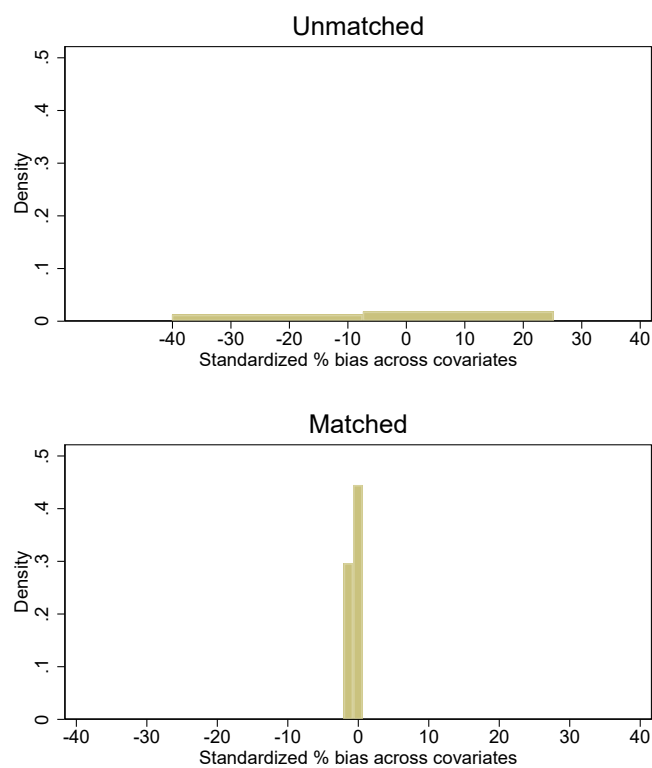 Unmatched
.5
.4
.3
.2
.1
0
Density
-40 -30 -20 -10 0 10 20 30 40
Standardized % bias across covariates
Matched
.5
.4
.3
.2
.1
0
Density
-40 -30 -20 -10 0 10 20 30 40
Standardized % bias across covariates